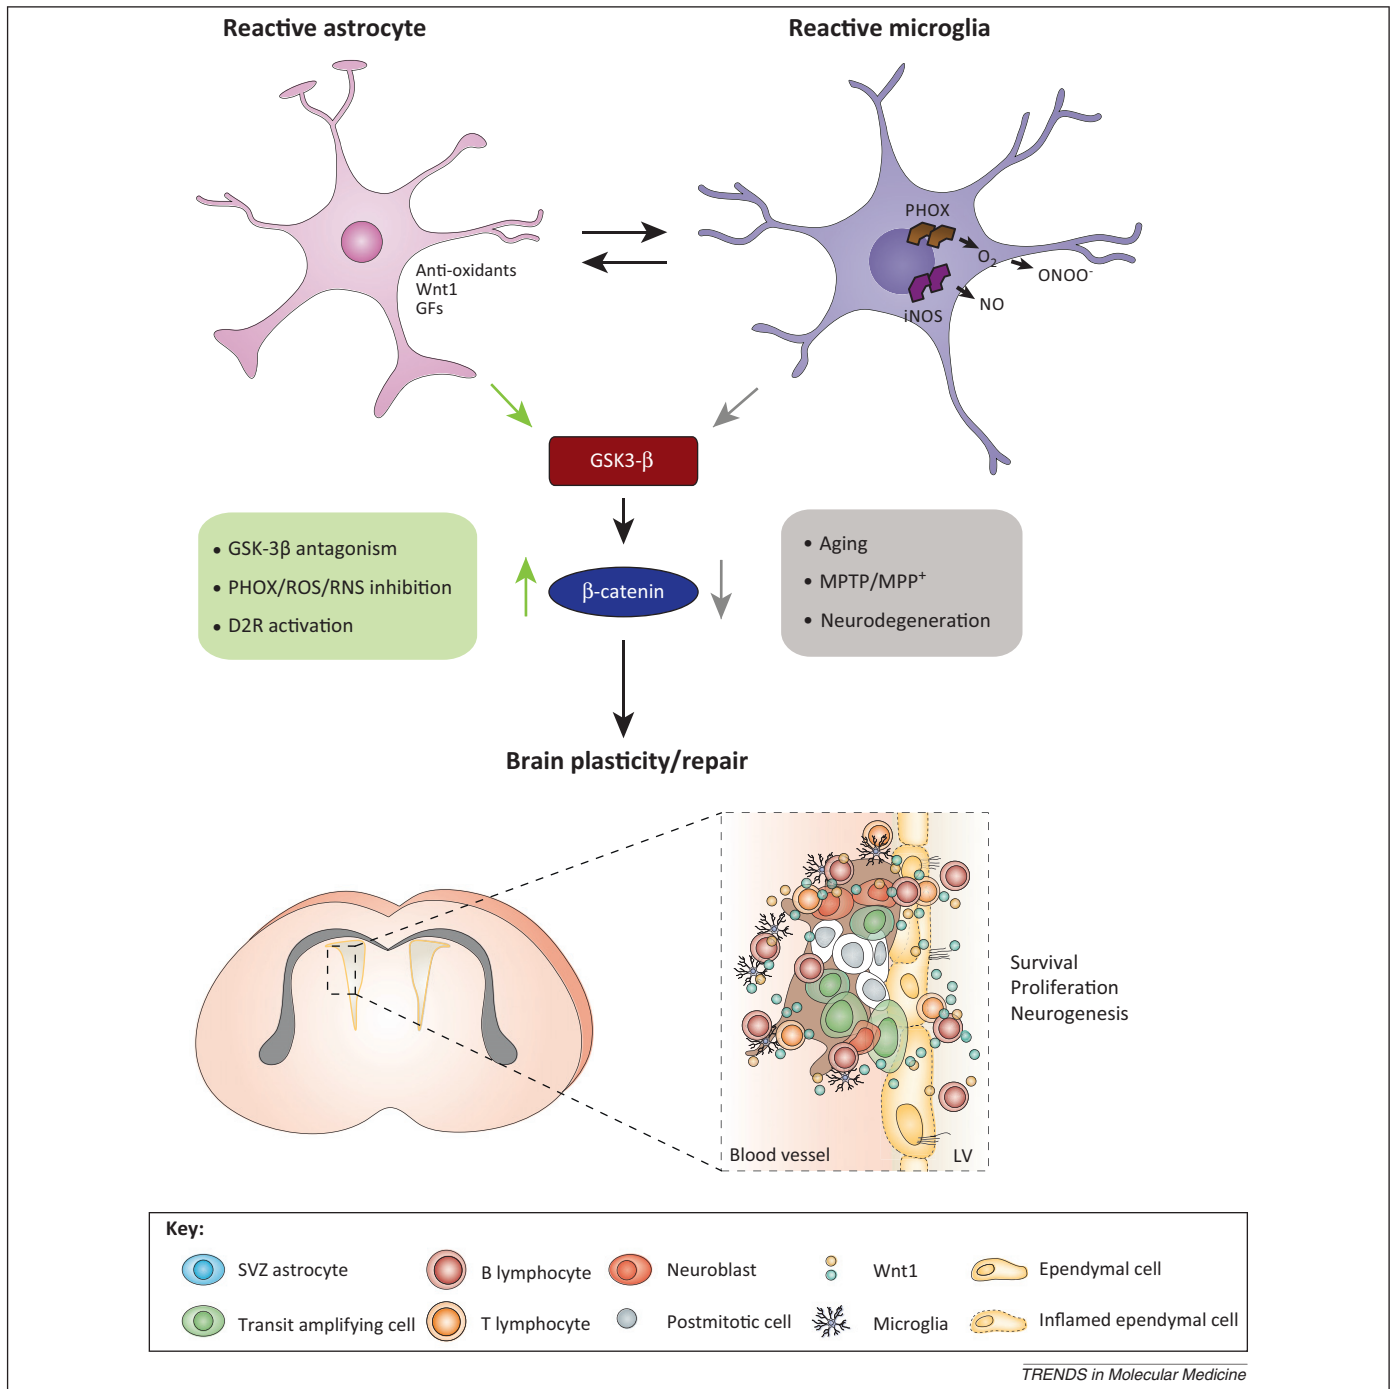 Reactive astrocyte
Reactive microglia
PHOX
O2
ONOO-
NO
iNOS
Anti-oxidants
Wnt1
GFs
GSK3-β
• GSK-3β antagonism
• PHOX/ROS/RNS inhibition
• D2R activation
β-catenin
• Aging
• MPTP/MPP+
• Neurodegeneration
Brain plasticity/repair
Survival
Proliferation
Neurogenesis
Blood vessel
LV
Key:
SVZ astrocyte
B lymphocyte
Neuroblast
Wnt1
Ependymal cell
Transit amplifying cell
T lymphocyte
Postmitotic cell
Microglia
Inflamed ependymal cell
TRENDS in Molecular Medicine